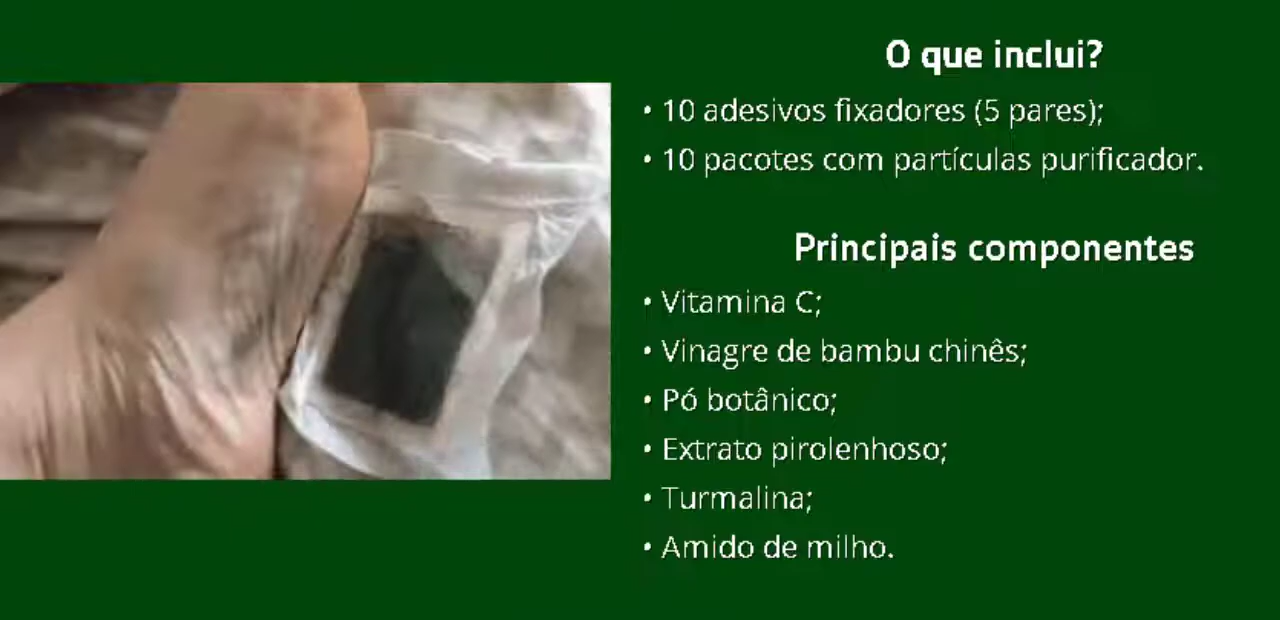 O que inclui?
• 10 adesivos fixadores (5 pares);
• 10 pacotes com partículas purificador.
Principais componentes
• Vitamina C;
• Vinagre de bambu chinês;
• Pó botânico;
• Extrato pirolenhoso;
• Turmalina;
• Amido de milho.